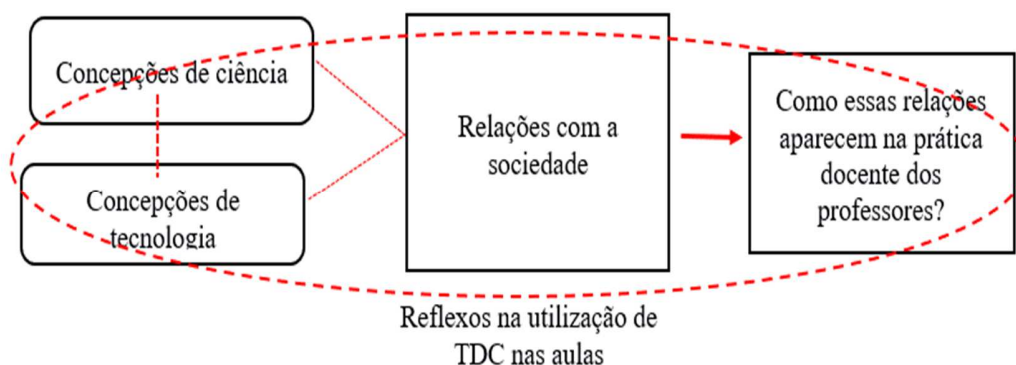 Concepções de ciência
Concepções de
tecnologia
Relações com a
sociedade
Como essas relações
aparecem na prática
docente dos
professores?
Reflexos na utilização de
TDC nas aulas